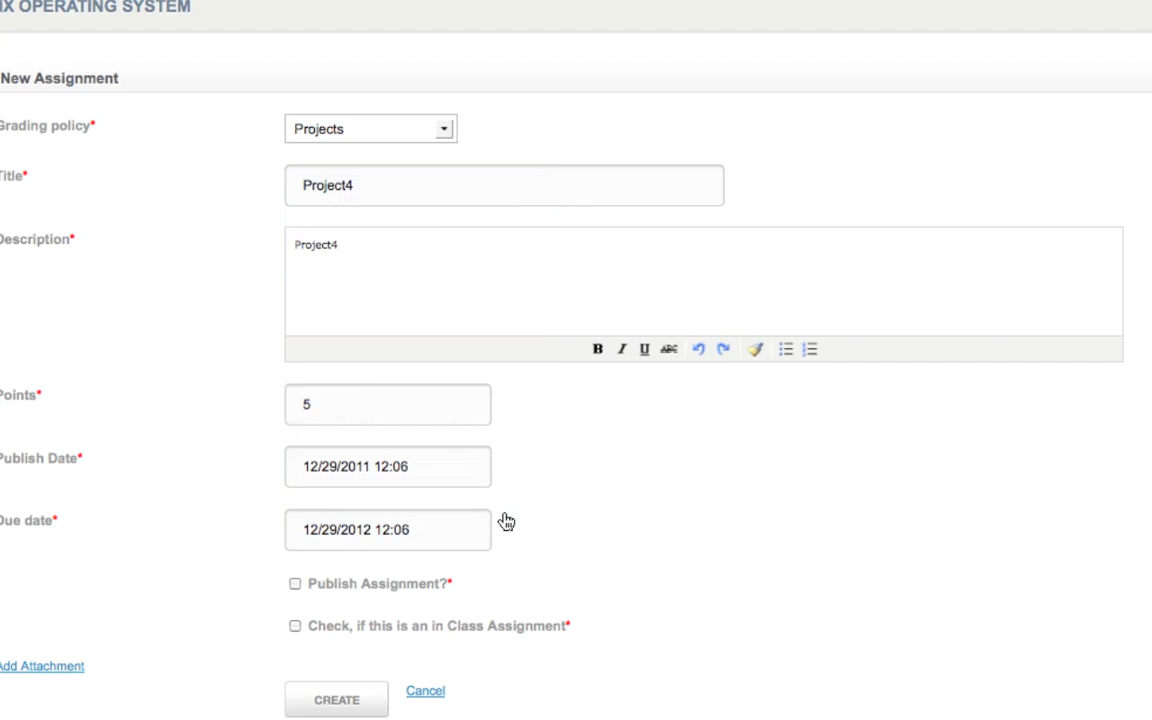 IX OPERATING SYSTEM
New Assignment
Grading policy*
Projects
Title*
Project4
Description*
Project4
B I U ABC
Points*
5
Publish Date*
12/29/2011 12:06
Due date*
12/29/2012 12:06
Publish Assignment?*
Check, if this is an in Class Assignment*
Add Attachment
CREATE
Cancel